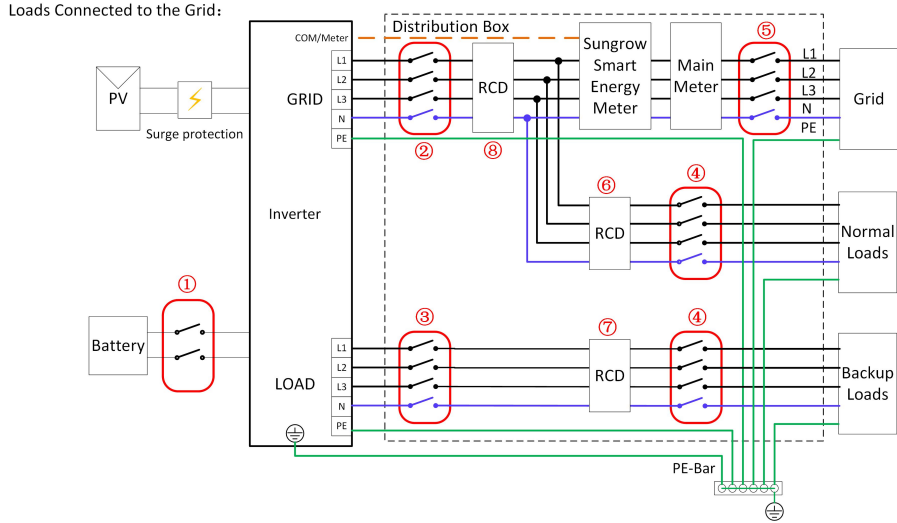 Loads Connected to the Grid:
Distribution Box
COM/Meter
⑤
PV
Surge protection
GRID
L1
L2
L3
N
PE
②
RCD
⑧
Sungrow
Smart
Energy
Meter
Main
Meter
L1
L2
L3
N
PE
Grid
Inverter
⑥
RCD
④
Normal
Loads
①
Battery
LOAD
L1
L2
L3
N
PE
③
⑦
RCD
④
Backup
Loads
PE-Bar